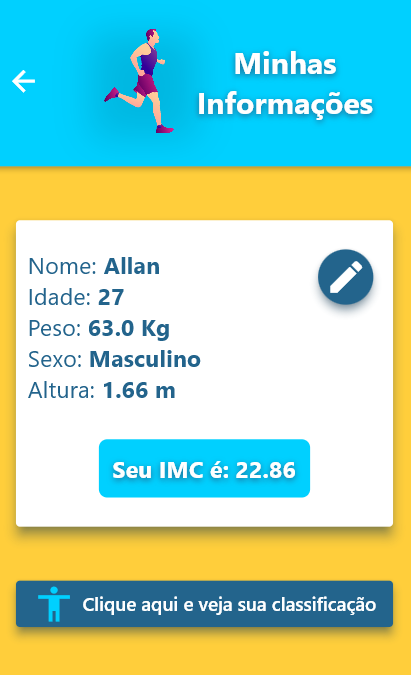 Minhas
Informações
Nome: Allan
Idade: 27
Peso: 63.0 Kg
Sexo: Masculino
Altura: 1.66 m
Seu IMC é: 22.86
Clique aqui e veja sua classificação